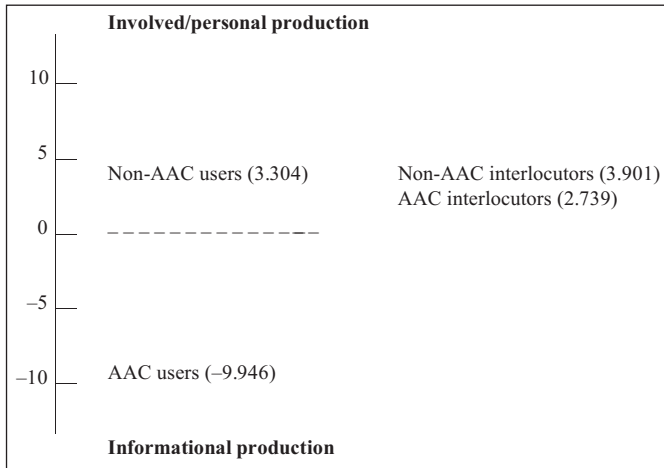 Involved/personal production
10
5
Non-AAC users (3.304)
Non-AAC interlocutors (3.901)
AAC interlocutors (2.739)
0
–5
–10
AAC users (–9.946)
Informational production